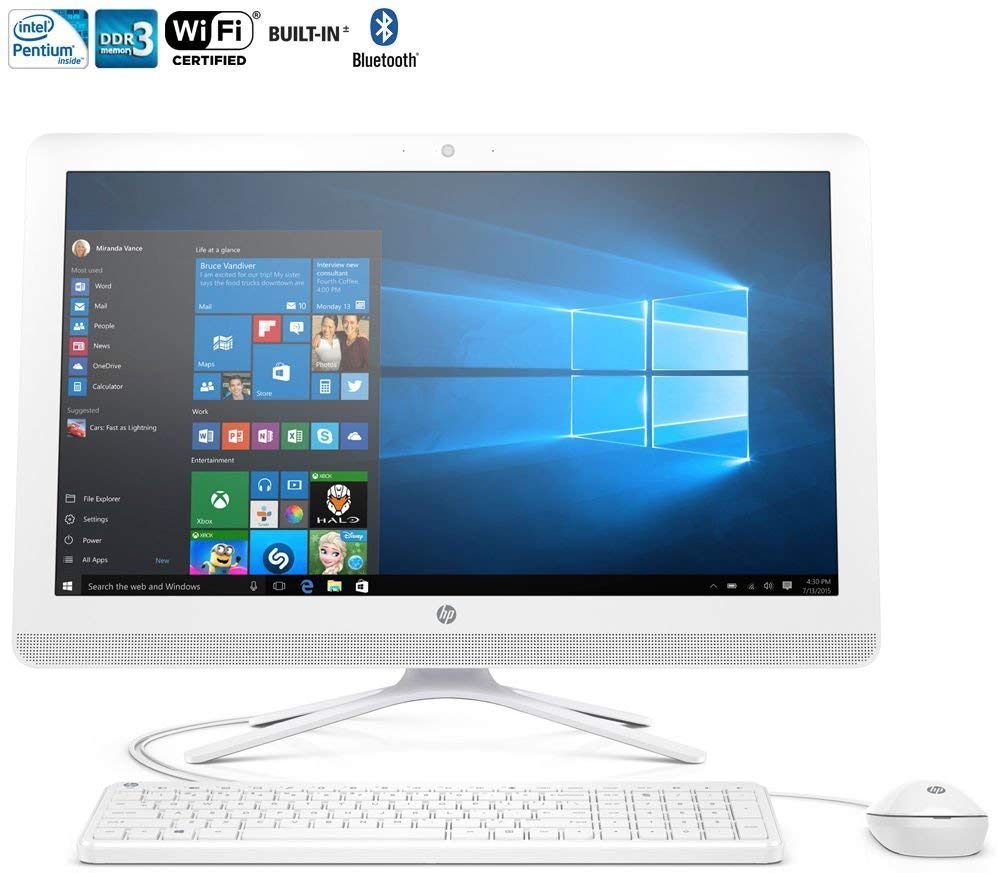 intel
Pentium®
inside™
DDR3
memory
WiFi®
CERTIFIED
BUILT-IN ±
Bluetooth®
Miranda Vance
Most used
Word
Mail
People
News
OneDrive
Calculator
Suggested
Cars: Fast as Lightning
File Explorer
Settings
Power
All Apps
New
Life at a glance
Bruce Vandiver
I am excited for our trip! My sister
says the food trucks downtown are
Mail
10
Interview new
consultant
Fourth Coffee
4:00 PM
Monday 13
Maps
Store
Photos
Work
Entertainment
Xbox
XBOX
HALO
XBOX
Disney
Search the web and Windows
4:30 PM
7/13/2015
hp
hp
hp